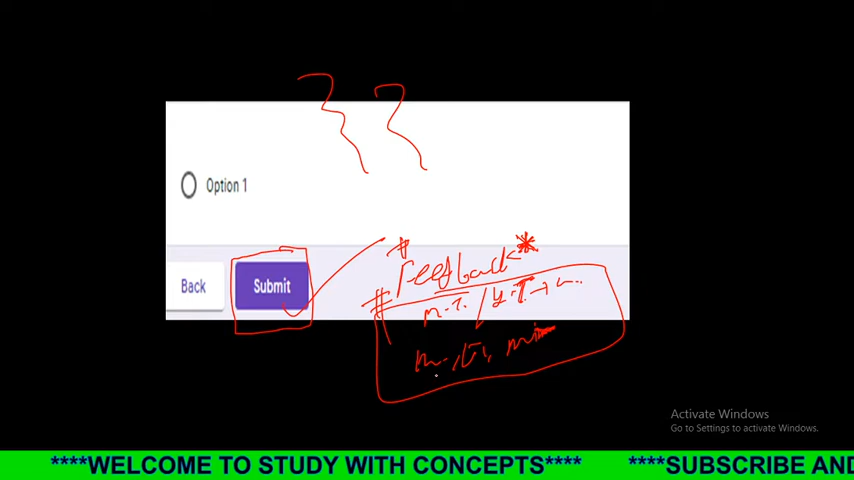 Option 1
Back
Submit
# Feedback*
#
Activate Windows
Go to Settings to activate Windows.
****WELCOME TO STUDY WITH CONCEPTS**** ****SUBSCRIBE AND